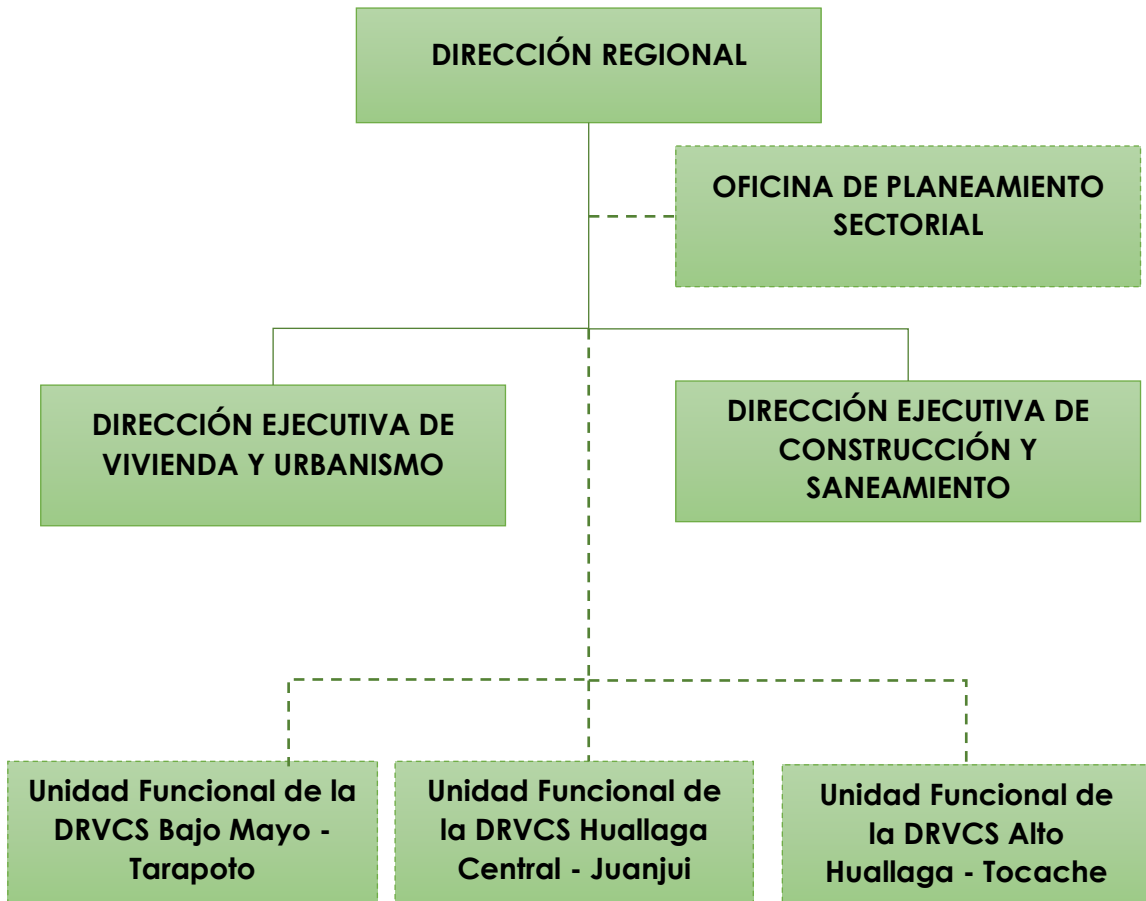 DIRECCIÓN REGIONAL
OFICINA DE PLANEAMIENTO
SECTORIAL
DIRECCIÓN EJECUTIVA DE
VIVIENDA Y URBANISMO
DIRECCIÓN EJECUTIVA DE
CONSTRUCCIÓN Y
SANEAMIENTO
Unidad Funcional de la
DRVCS Bajo Mayo -
Tarapoto
Unidad Funcional de
la DRVCS Huallaga
Central - Juanjui
Unidad Funcional de
la DRVCS Alto
Huallaga - Tocache